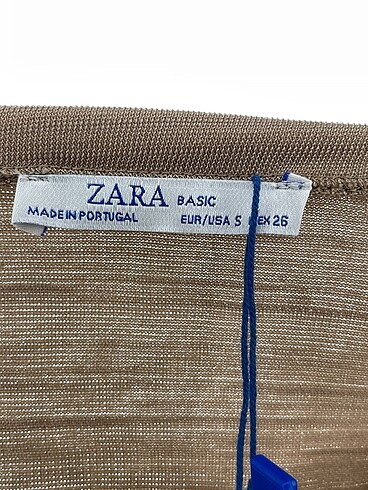 ZARA BASIC
MADE IN PORTUGAL EUR/USA S MEX 26